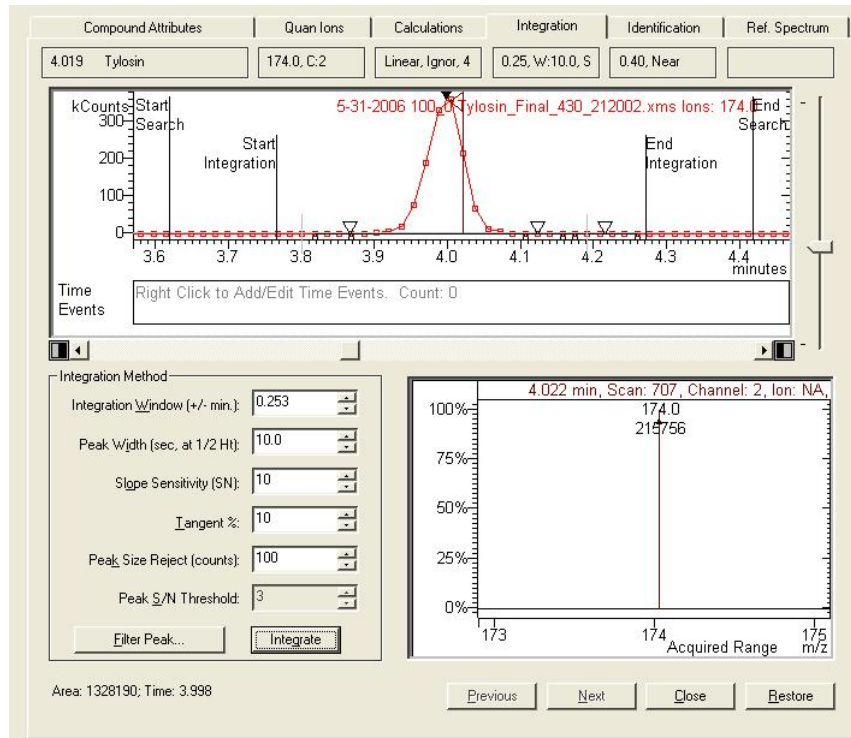 Compound Attributes Quan Ions Calculations Integration Identification Ref. Spectrum
4.019 Tylosin 174.0, C:2 Linear, Ignor, 4 0.25, W:10.0, S 0.40, Near
kCounts Start Search 5-31-2006 100_ Tylosin_Final_430_212002.xms Ions: 174.0 End Search
300
Start Integration End Integration
200
100
0
3.6 3.7 3.8 3.9 4.0 4.1 4.2 4.3 4.4
minutes
Time Events Right Click to Add/Edit Time Events. Count: 0
Integration Method
Integration Window (+/- min.): 0.253
Peak Width (sec, at 1/2 Ht): 10.0
Slope Sensitivity (SN): 10
Tangent %: 10
Peak Size Reject (counts): 100
Peak S/N Threshold: 3
Filter Peak... Integrate
4.022 min, Scan: 707, Channel: 2, Ion: NA,
174.0
215756
100%
75%
50%
25%
0%
173 174 175
Acquired Range m/z
Area: 1328190; Time: 3.998
Previous Next Close Restore